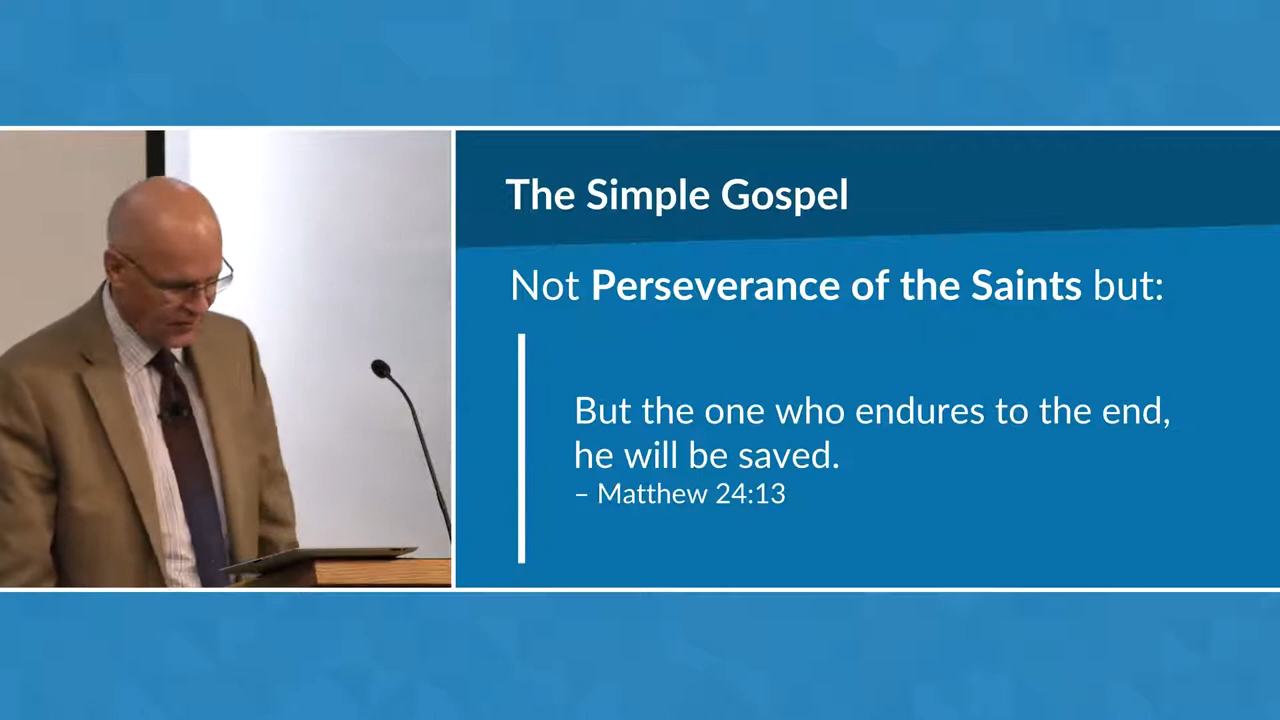 The Simple Gospel
Not Perseverance of the Saints but:
But the one who endures to the end,
he will be saved.
– Matthew 24:13